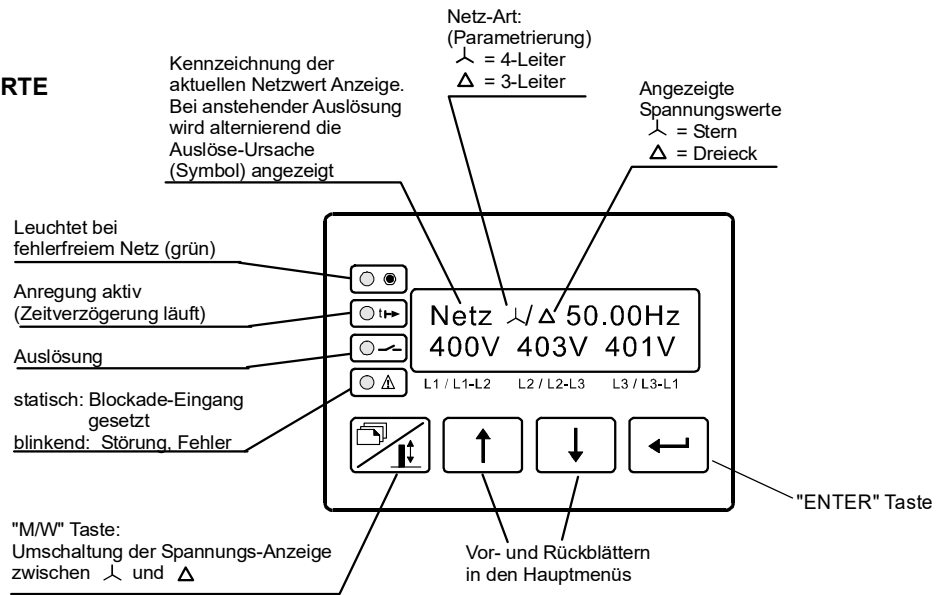 Netz-Art:
(Parametrierung)
⅄ = 4-Leiter
Δ = 3-Leiter
RTE
Kennzeichnung der
aktuellen Netzwert Anzeige.
Bei anstehender Auslösung
wird alternierend die
Auslöse-Ursache
(Symbol) angezeigt
Angezeigte
Spannungswerte
⅄ = Stern
Δ = Dreieck
Leuchtet bei
fehlerfreiem Netz (grün)
Anregung aktiv
(Zeitverzögerung läuft)
Auslösung
statisch: Blockade-Eingang
gesetzt
blinkend: Störung, Fehler
t
Netz ⅄/Δ 50.00Hz
400V 403V 401V
L1 / L1-L2 L2 / L2-L3 L3 / L3-L1
"ENTER" Taste
"M/W" Taste:
Umschaltung der Spannungs-Anzeige
zwischen ⅄ und Δ
Vor- und Rückblättern
in den Hauptmenüs